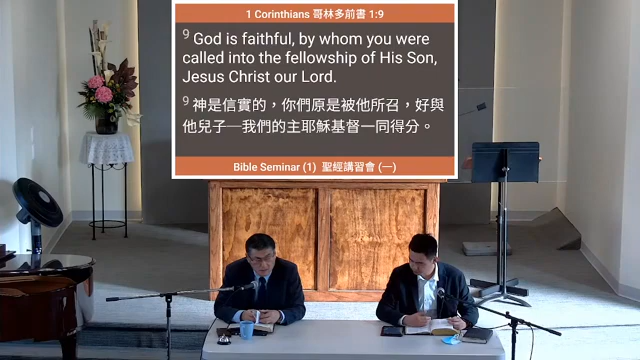 1 Corinthians 哥林多前書 1:9
9 God is faithful, by whom you were
called into the fellowship of His Son,
Jesus Christ our Lord.
9 神是信實的，你們原是被他所召，好與
他兒子─我們的主耶穌基督一同得分。
Bible Seminar (1) 聖經講習會 (一)